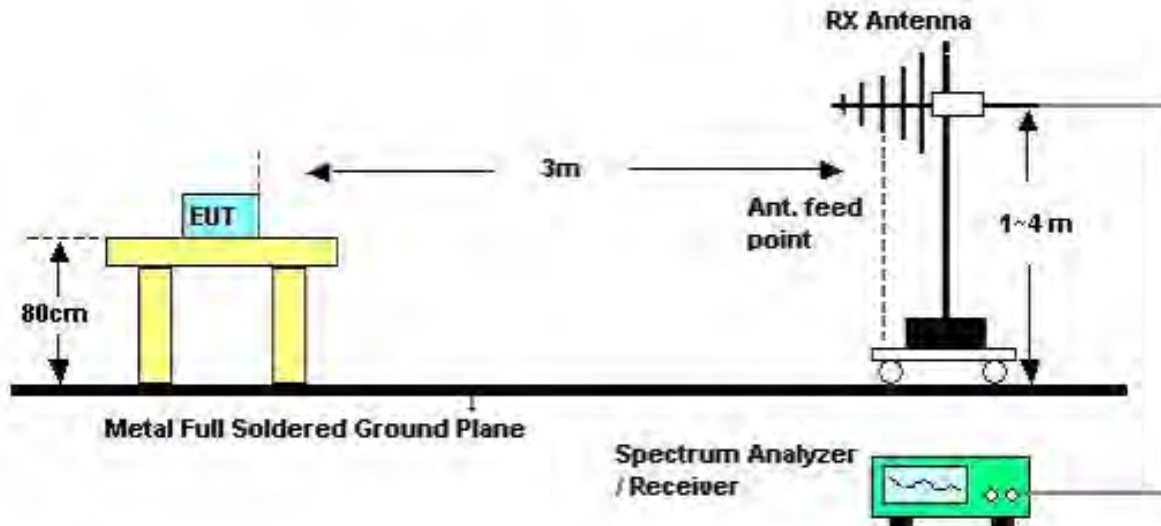 RX Antenna
3m
EUT
Ant. feed
point
1~4 m
80cm
Metal Full Soldered Ground Plane
Spectrum Analyzer
/ Receiver